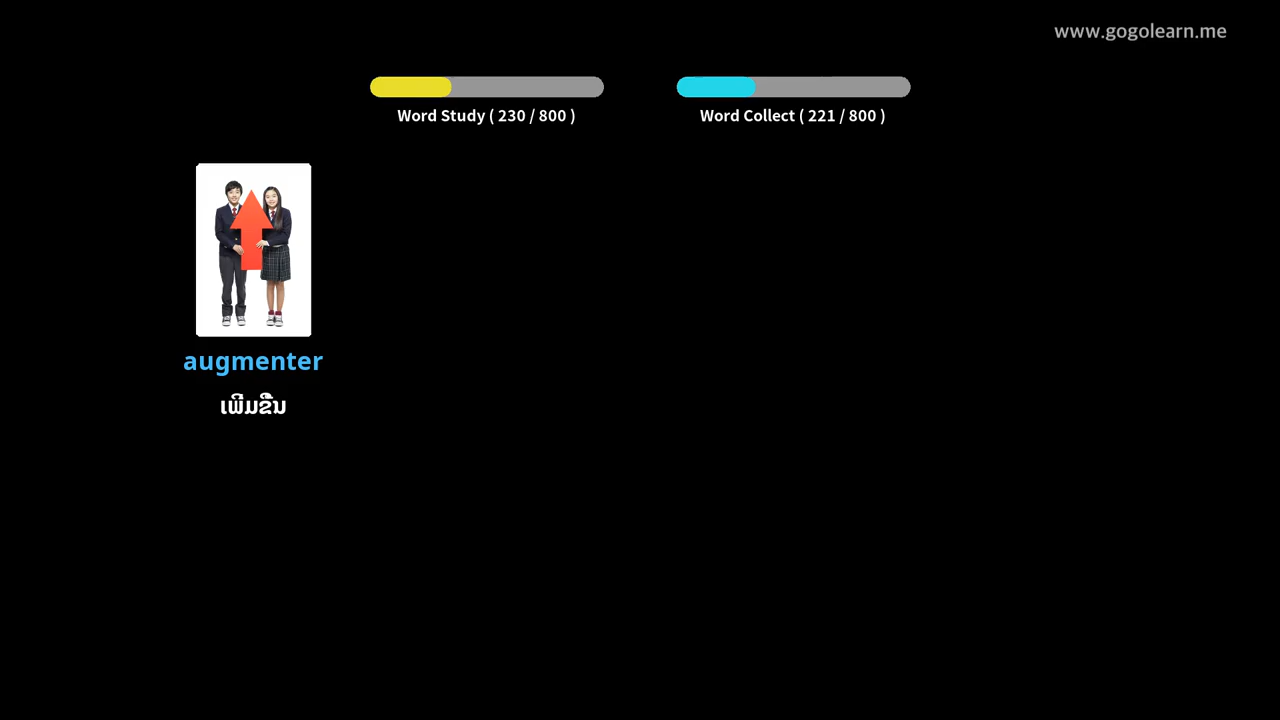 www.gogolearn.me
Word Study ( 230 / 800 )
Word Collect ( 221 / 800 )
augmenter
ເພີ່ມຂຶ້ນ